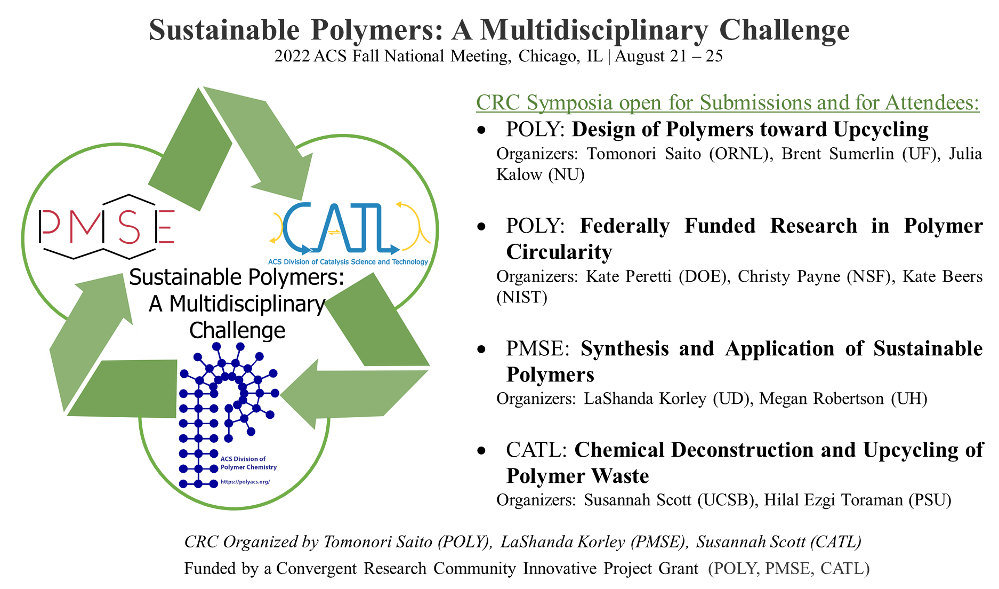 Sustainable Polymers: A Multidisciplinary Challenge
2022 ACS Fall National Meeting, Chicago, IL | August 21 – 25
PMSE
CATL
ACS Division of Catalysis Science and Technology
Sustainable Polymers:
A Multidisciplinary
Challenge
ACS Division of
Polymer Chemistry
https://polyacs.org/
CRC Symposia open for Submissions and for Attendees:
• POLY: Design of Polymers toward Upcycling
Organizers: Tomonori Saito (ORNL), Brent Sumerlin (UF), Julia
Kalow (NU)
• POLY: Federally Funded Research in Polymer
Circularity
Organizers: Kate Peretti (DOE), Christy Payne (NSF), Kate Beers
(NIST)
• PMSE: Synthesis and Application of Sustainable
Polymers
Organizers: LaShanda Korley (UD), Megan Robertson (UH)
• CATL: Chemical Deconstruction and Upcycling of
Polymer Waste
Organizers: Susannah Scott (UCSB), Hilal Ezgi Toraman (PSU)
CRC Organized by Tomonori Saito (POLY), LaShanda Korley (PMSE), Susannah Scott (CATL)
Funded by a Convergent Research Community Innovative Project Grant (POLY, PMSE, CATL)